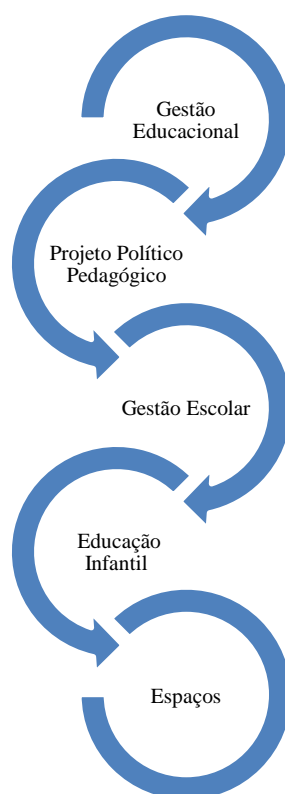 Gestão
Educacional
Projeto Político
Pedagógico
Gestão Escolar
Educação
Infantil
Espaços